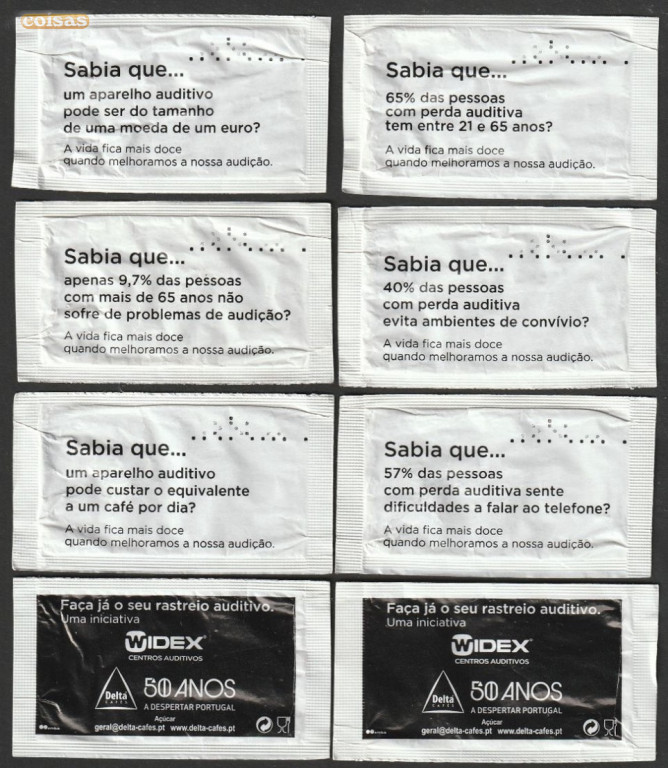 coisas
Sabia que...
um aparelho auditivo
pode ser do tamanho
de uma moeda de um euro?
A vida fica mais doce
quando melhoramos a nossa audição.
Sabia que...
65% das pessoas
com perda auditiva
tem entre 21 e 65 anos?
A vida fica mais doce
quando melhoramos a nossa audição.
Sabia que...
apenas 9,7% das pessoas
com mais de 65 anos não
sofre de problemas de audição?
A vida fica mais doce
quando melhoramos a nossa audição.
Sabia que...
40% das pessoas
com perda auditiva
evita ambientes de convívio?
A vida fica mais doce
quando melhoramos a nossa audição.
Sabia que...
um aparelho auditivo
pode custar o equivalente
a um café por dia?
A vida fica mais doce
quando melhoramos a nossa audição.
Sabia que...
57% das pessoas
com perda auditiva sente
dificuldades a falar ao telefone?
A vida fica mais doce
quando melhoramos a nossa audição.
Faça já o seu rastreio auditivo.
Uma iniciativa
WIDEX
CENTROS AUDITIVOS
Delta
CAFÉS
50 ANOS
A DESPERTAR PORTUGAL
Açúcar
geral@delta-cafes.pt www.delta-cafes.pt
Faça já o seu rastreio auditivo.
Uma iniciativa
WIDEX
CENTROS AUDITIVOS
Delta
CAFÉS
50 ANOS
A DESPERTAR PORTUGAL
Açúcar
geral@delta-cafes.pt www.delta-cafes.pt